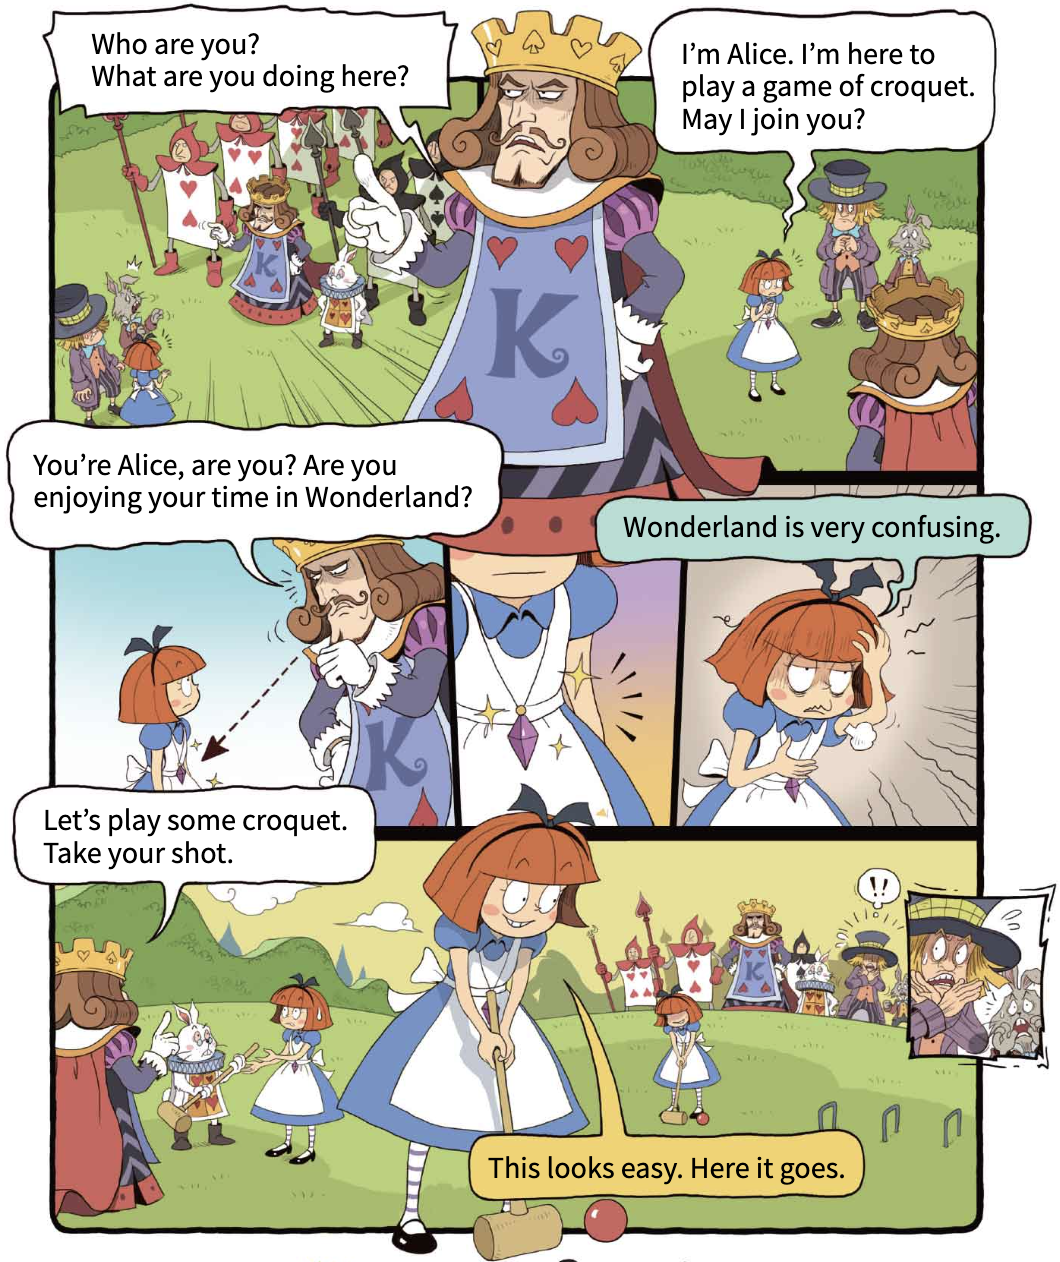 Who are you?
What are you doing here?
I'm Alice. I'm here to
play a game of croquet.
May I join you?
K
K
You're Alice, are you? Are you
enjoying your time in Wonderland?
Wonderland is very confusing.
K
Let's play some croquet.
Take your shot.
!!
K
This looks easy. Here it goes.